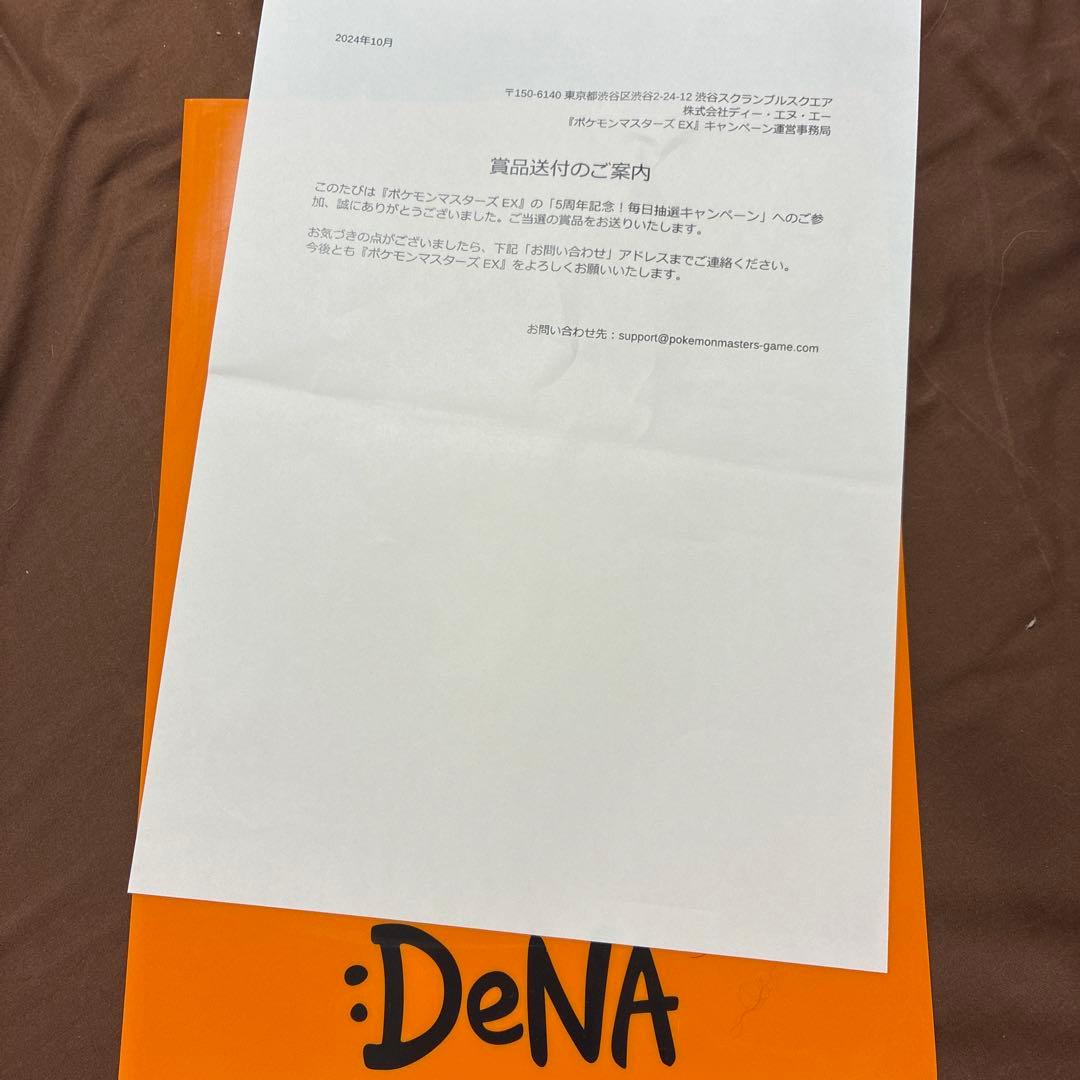 2024年10月
〒150-6140 東京都渋谷区渋谷2-24-12 渋谷スクランブルスクエア
株式会社ディー・エヌ・エー
『ポケモンマスターズ EX』キャンペーン運営事務局
賞品送付のご案内
このたびは『ポケモンマスターズ EX』の「5周年記念！毎日抽選キャンペーン」へのご参
加、誠にありがとうございました。ご当選の賞品をお送りいたします。
お気づきの点がございましたら、下記「お問い合わせ」アドレスまでご連絡ください。
今後とも『ポケモンマスターズ EX』をよろしくお願いいたします。
お問い合わせ先：support@pokemonmasters-game.com
:DeNA